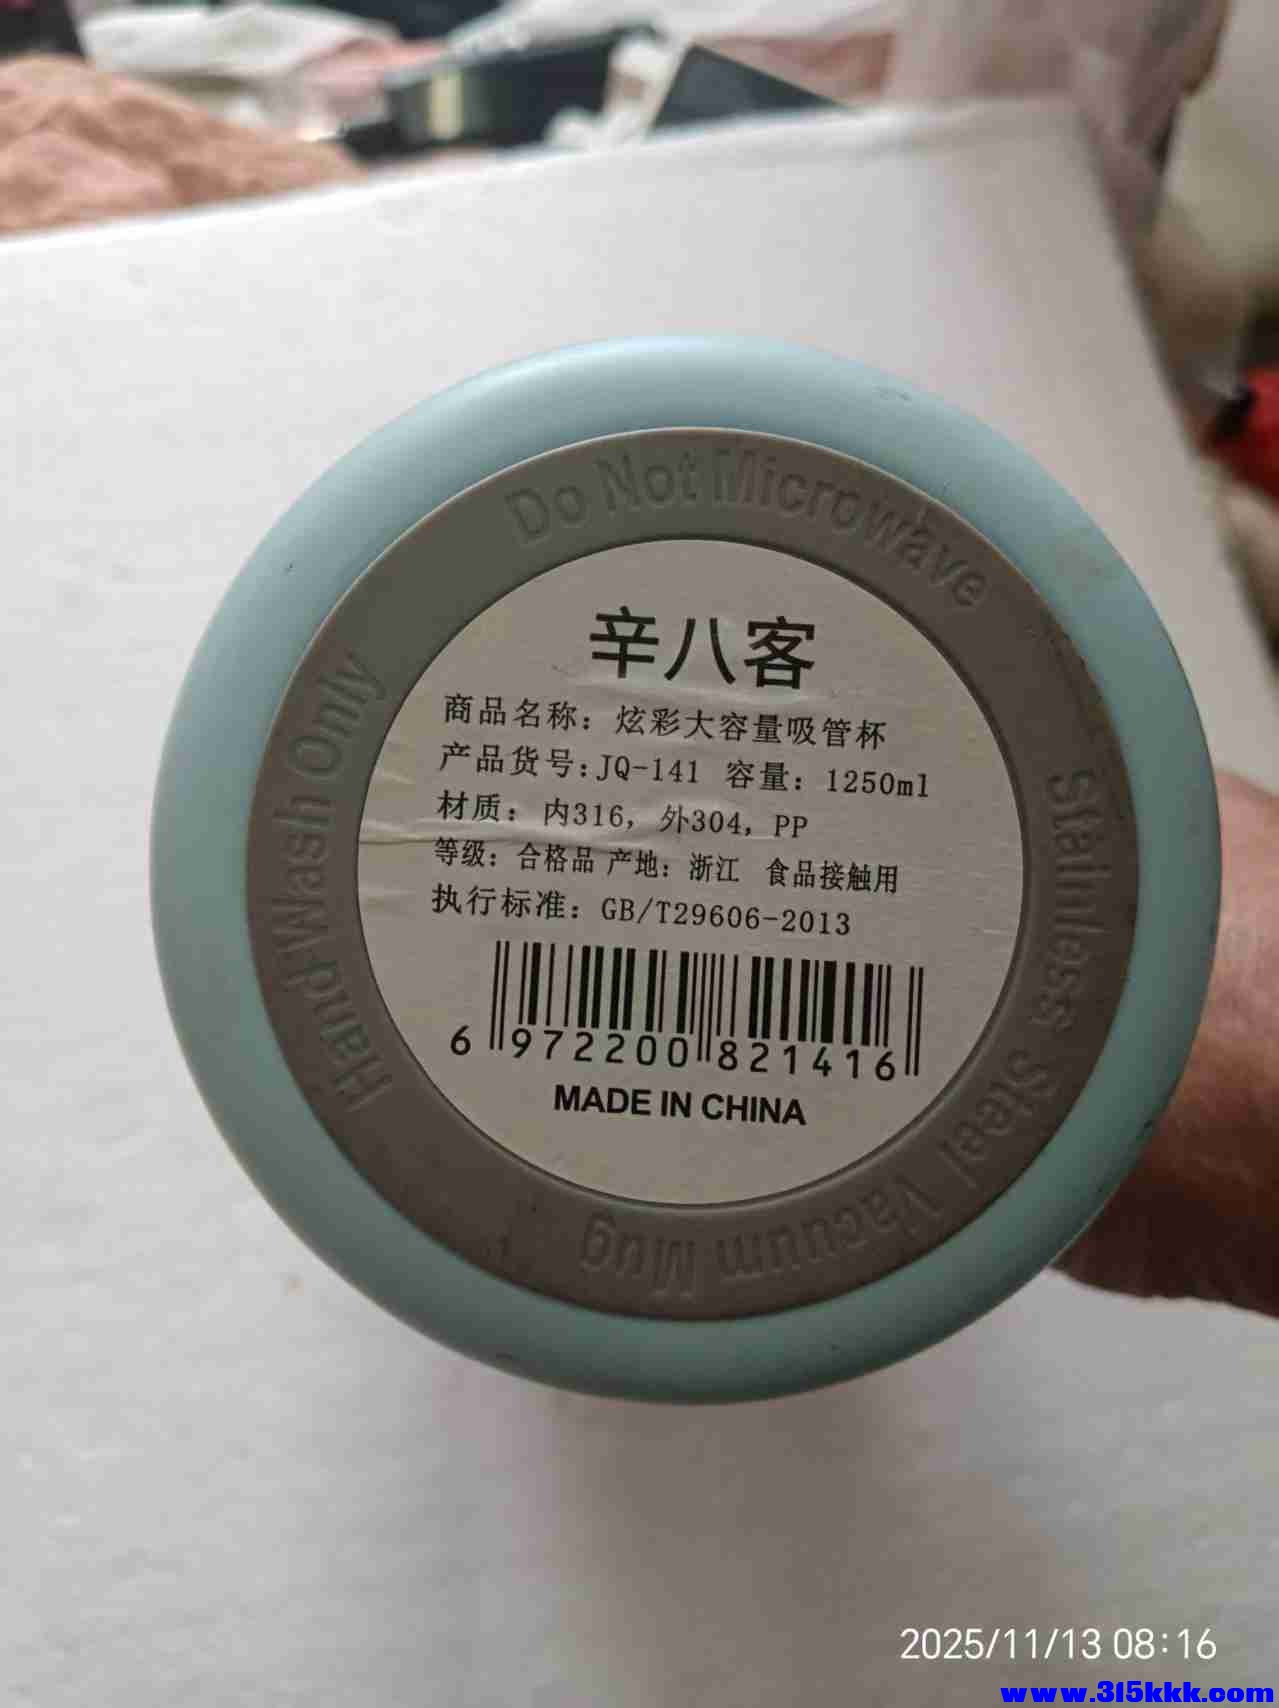 Do Not Microwave
Stainless Steel Vacuum Mug
Hand Wash Only
辛八客
商品名称：炫彩大容量吸管杯
产品货号：JQ-141 容量：1250ml
材质：内316，外304，PP
等级：合格品 产地：浙江 食品接触用
执行标准：GB/T29606-2013
6 972200 821416
MADE IN CHINA
2025/11/13 08:16
www.315kkk.com